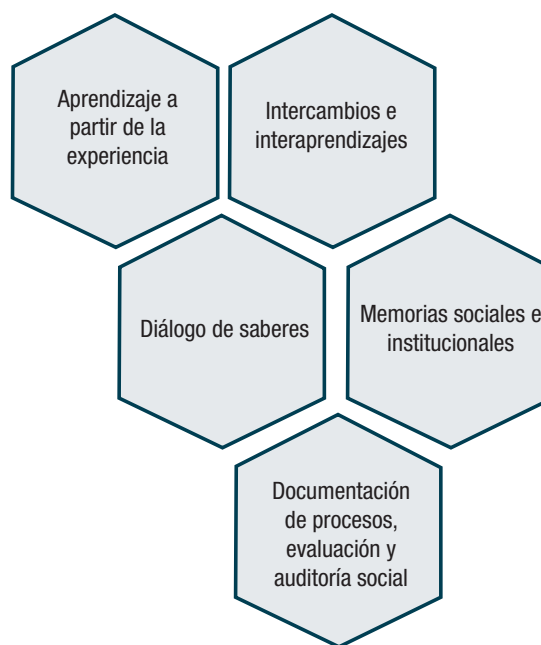 Aprendizaje a
partir de la
experiencia
Intercambios e
interaprendizajes
Diálogo de saberes
Memorias sociales e
institucionales
Documentación
de procesos,
evaluación y
auditoría social